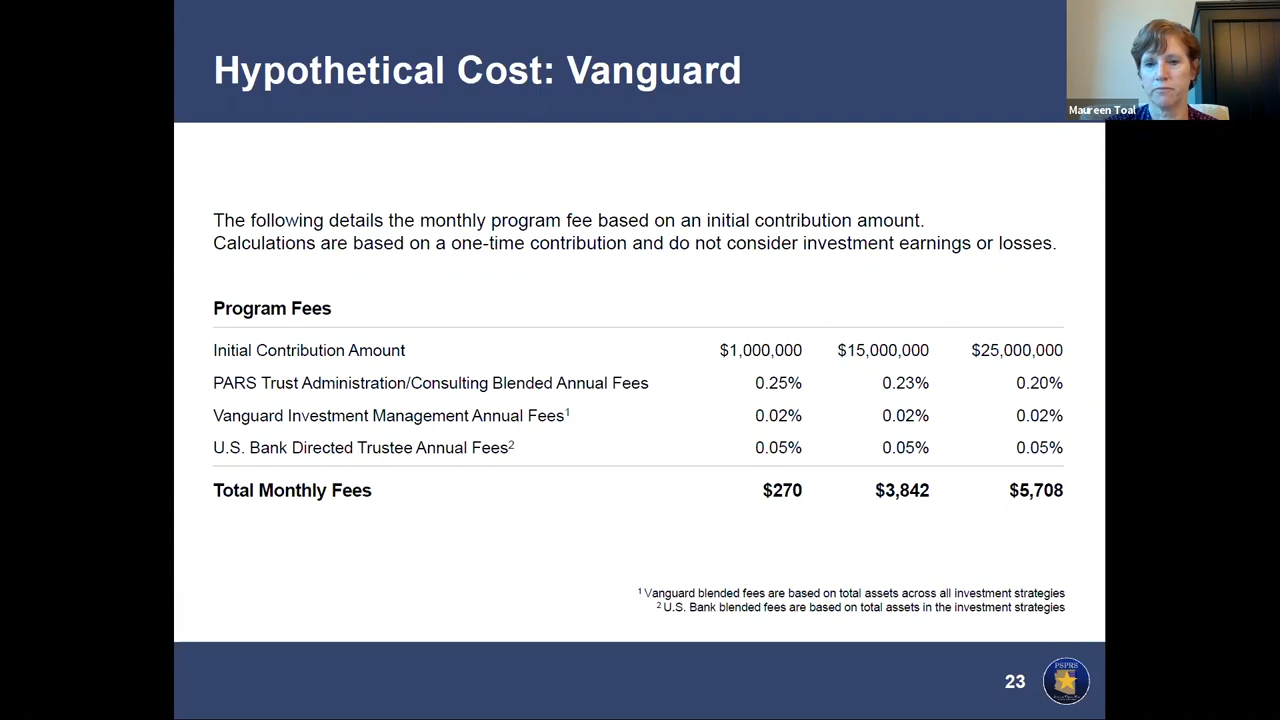 Hypothetical Cost: Vanguard
Maureen Toal
The following details the monthly program fee based on an initial contribution amount.
Calculations are based on a one-time contribution and do not consider investment earnings or losses.
Program Fees
Initial Contribution Amount $1,000,000 $15,000,000 $25,000,000
PARS Trust Administration/Consulting Blended Annual Fees 0.25% 0.23% 0.20%
Vanguard Investment Management Annual Fees¹ 0.02% 0.02% 0.02%
U.S. Bank Directed Trustee Annual Fees² 0.05% 0.05% 0.05%
Total Monthly Fees $270 $3,842 $5,708
¹ Vanguard blended fees are based on total assets across all investment strategies
² U.S. Bank blended fees are based on total assets in the investment strategies
23
PSPRS